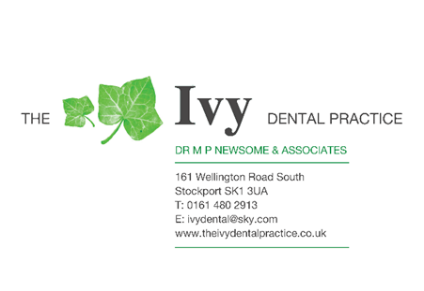 THE Ivy DENTAL PRACTICE
DR M P NEWSOME & ASSOCIATES
161 Wellington Road South
Stockport SK1 3UA
T: 0161 480 2913
E: ivydental@sky.com
www.theivydentalpractice.co.uk